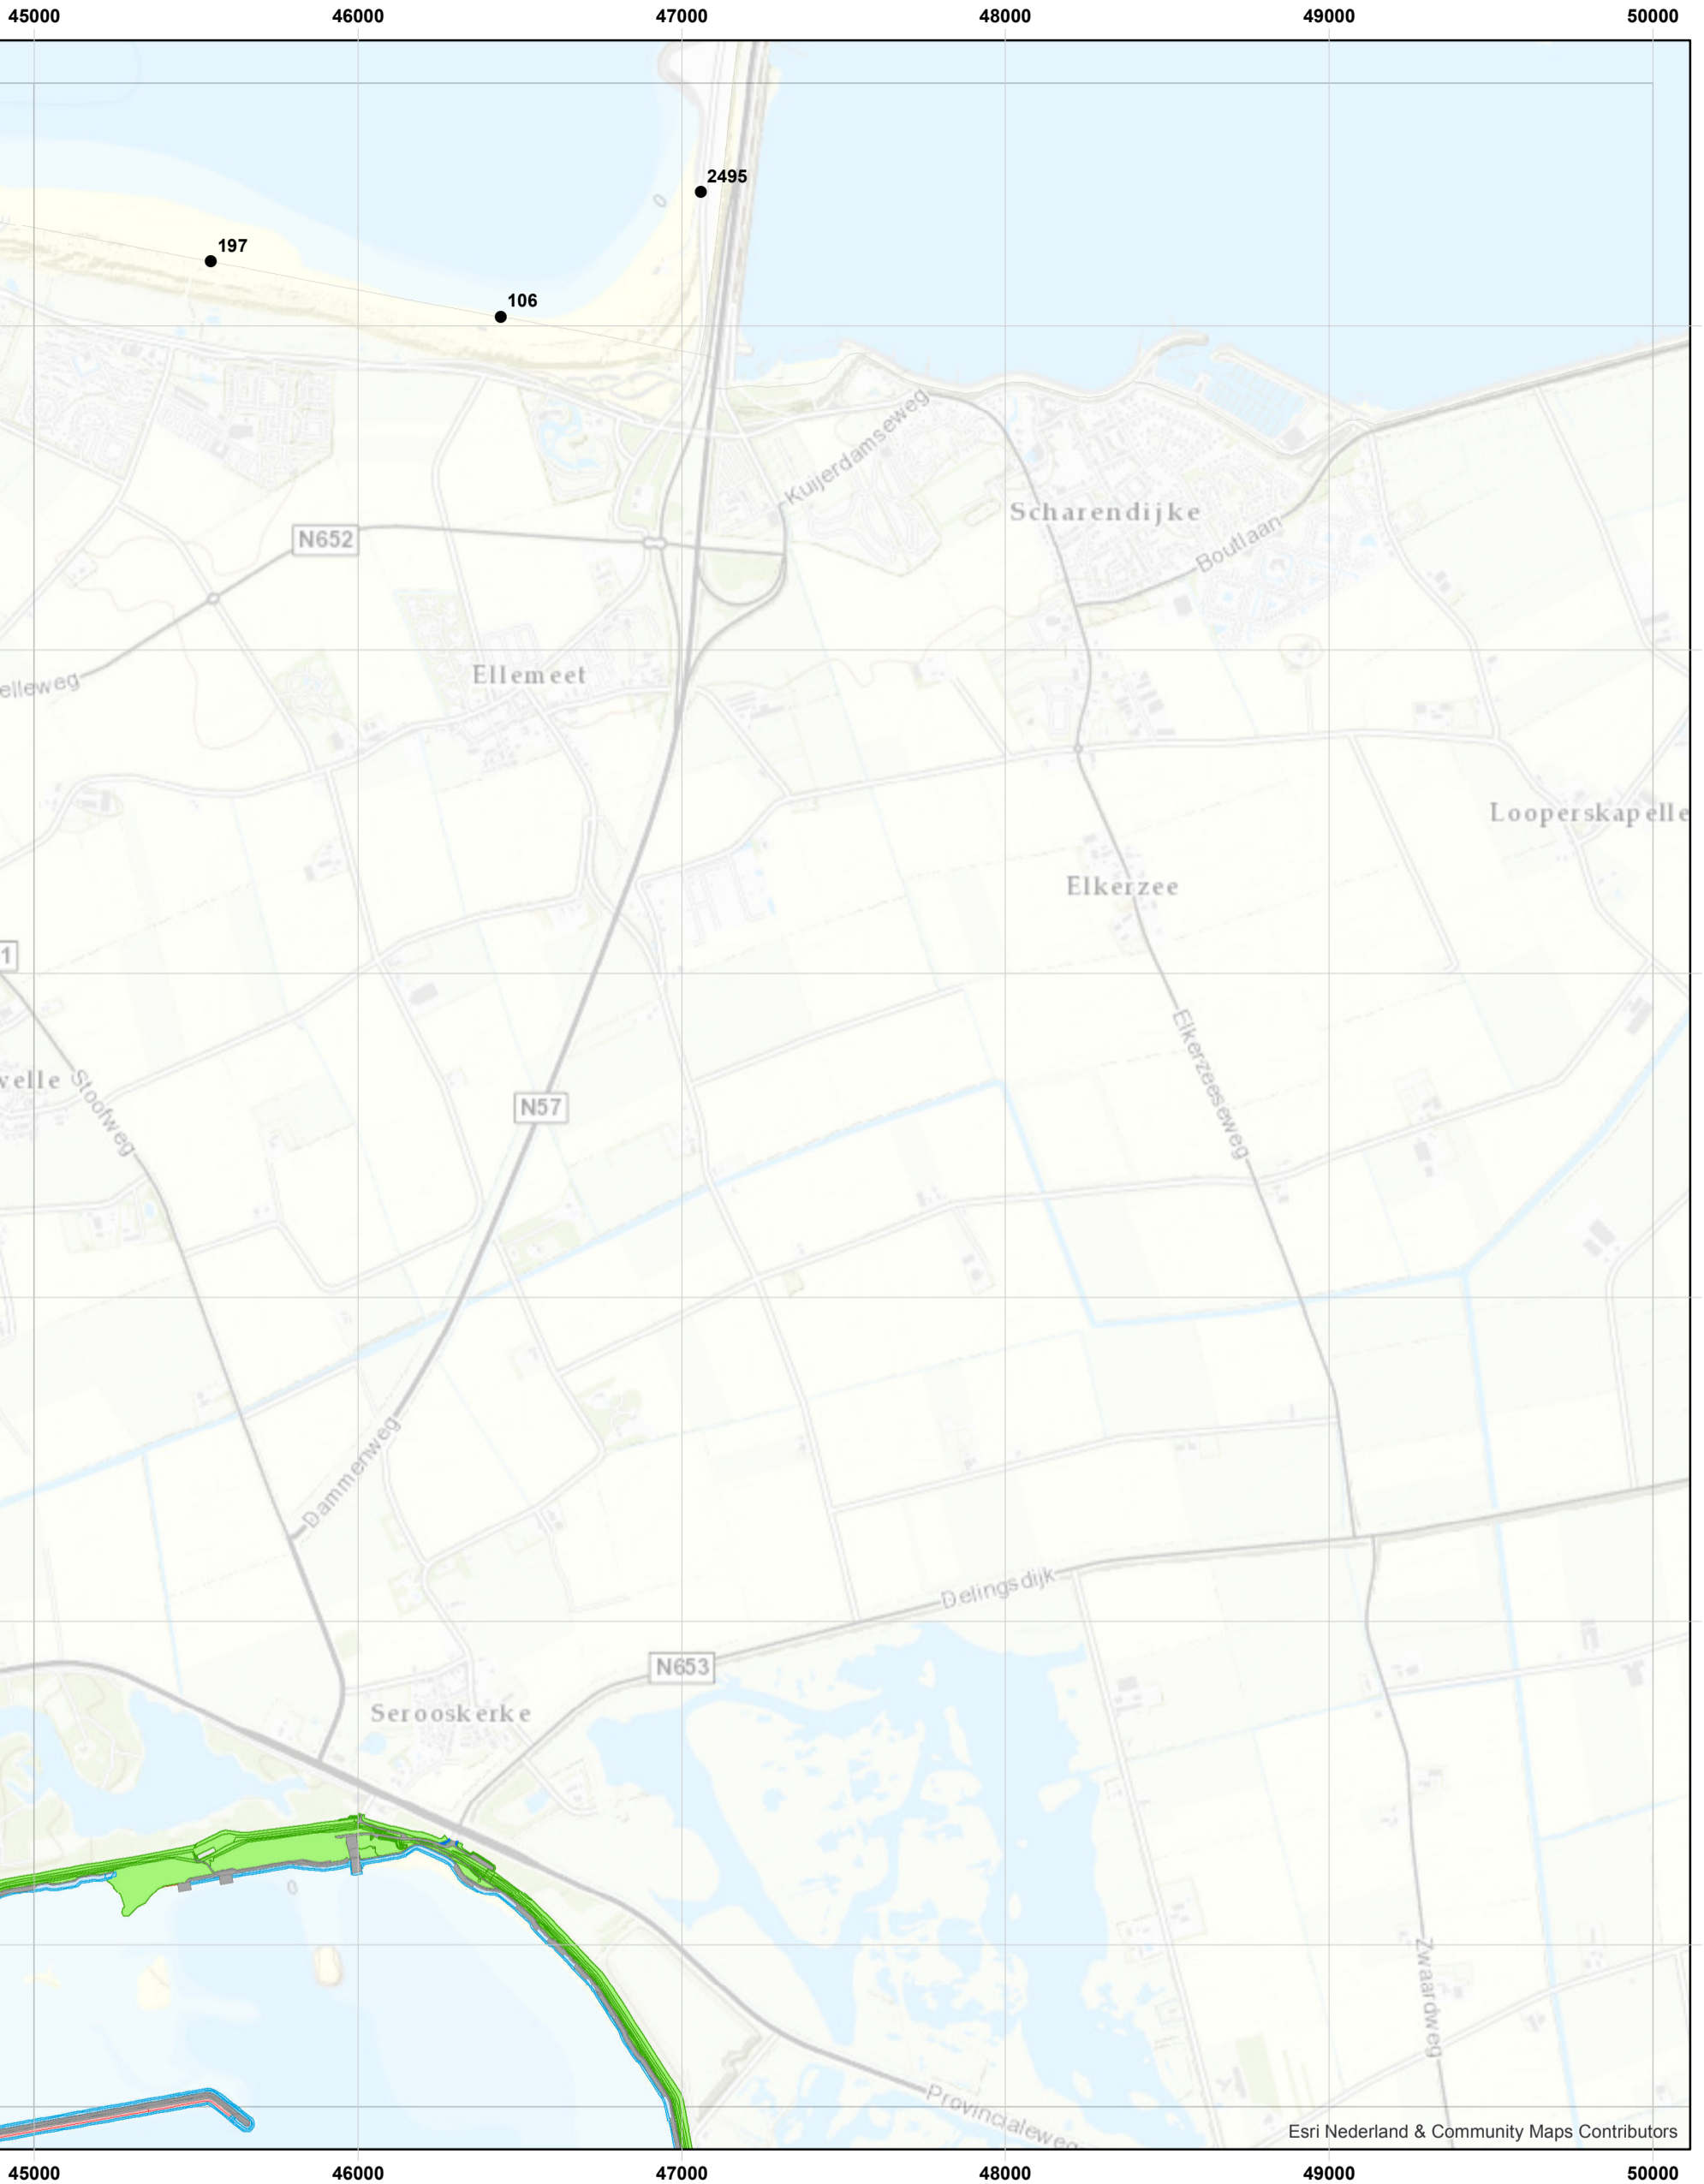 45000 46000 47000 48000 49000 50000
2495
0
197
106
Kuijerdamseweg
Scharendijke
N652
Boutlaan
Ellemeet
elleweg
Looperskapelle
Elkerzee
1
Elkerzeeseweg
velle
Stoofweg
N57
Dammenweg
Delingsdijk
N653
Serooskerke
0
Zwaardweg
Provincialeweg
Esri Nederland & Community Maps Contributors
45000 46000 47000 48000 49000 50000